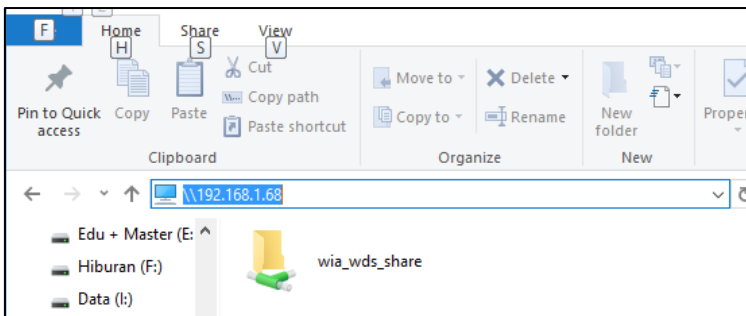 F
Home Share View
H S V
Pin to Quick access
Copy
Paste
Cut
Copy path
Paste shortcut
Clipboard
Move to
Copy to
Delete
Rename
Organize
New folder
New
Proper
\\192.168.1.68
Edu + Master (E:
Hiburan (F:)
Data (I:)
wia_wds_share